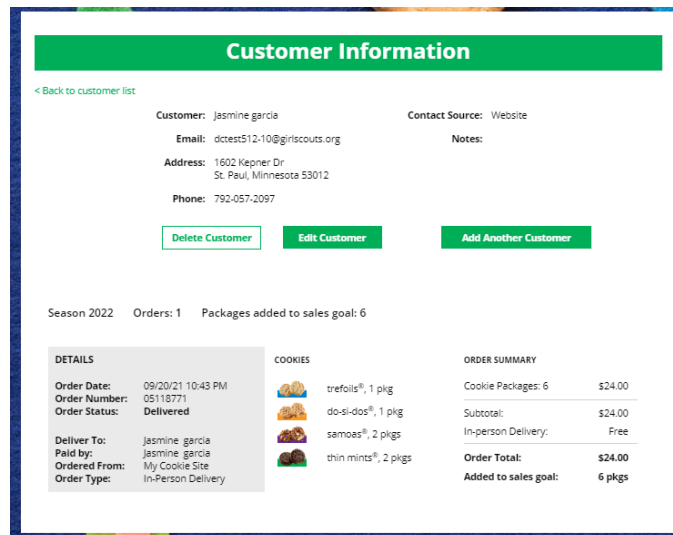 Customer Information
< Back to customer list
Customer: Jasmine garcia
Contact Source: Website
Email: dctest512-10@girlscouts.org
Notes:
Address: 1602 Kepner Dr
St. Paul, Minnesota 53012
Phone: 792-057-2097
Delete Customer
Edit Customer
Add Another Customer
Season 2022 Orders: 1 Packages added to sales goal: 6
DETAILS
Order Date: 09/20/21 10:43 PM
Order Number: 05118771
Order Status: Delivered
Deliver To: Jasmine garcia
Paid by: Jasmine garcia
Ordered From: My Cookie Site
Order Type: In-Person Delivery
COOKIES
trefoils®, 1 pkg
do-si-dos®, 1 pkg
samoas®, 2 pkgs
thin mints®, 2 pkgs
ORDER SUMMARY
Cookie Packages: 6 $24.00
Subtotal: $24.00
In-person Delivery: Free
Order Total: $24.00
Added to sales goal: 6 pkgs